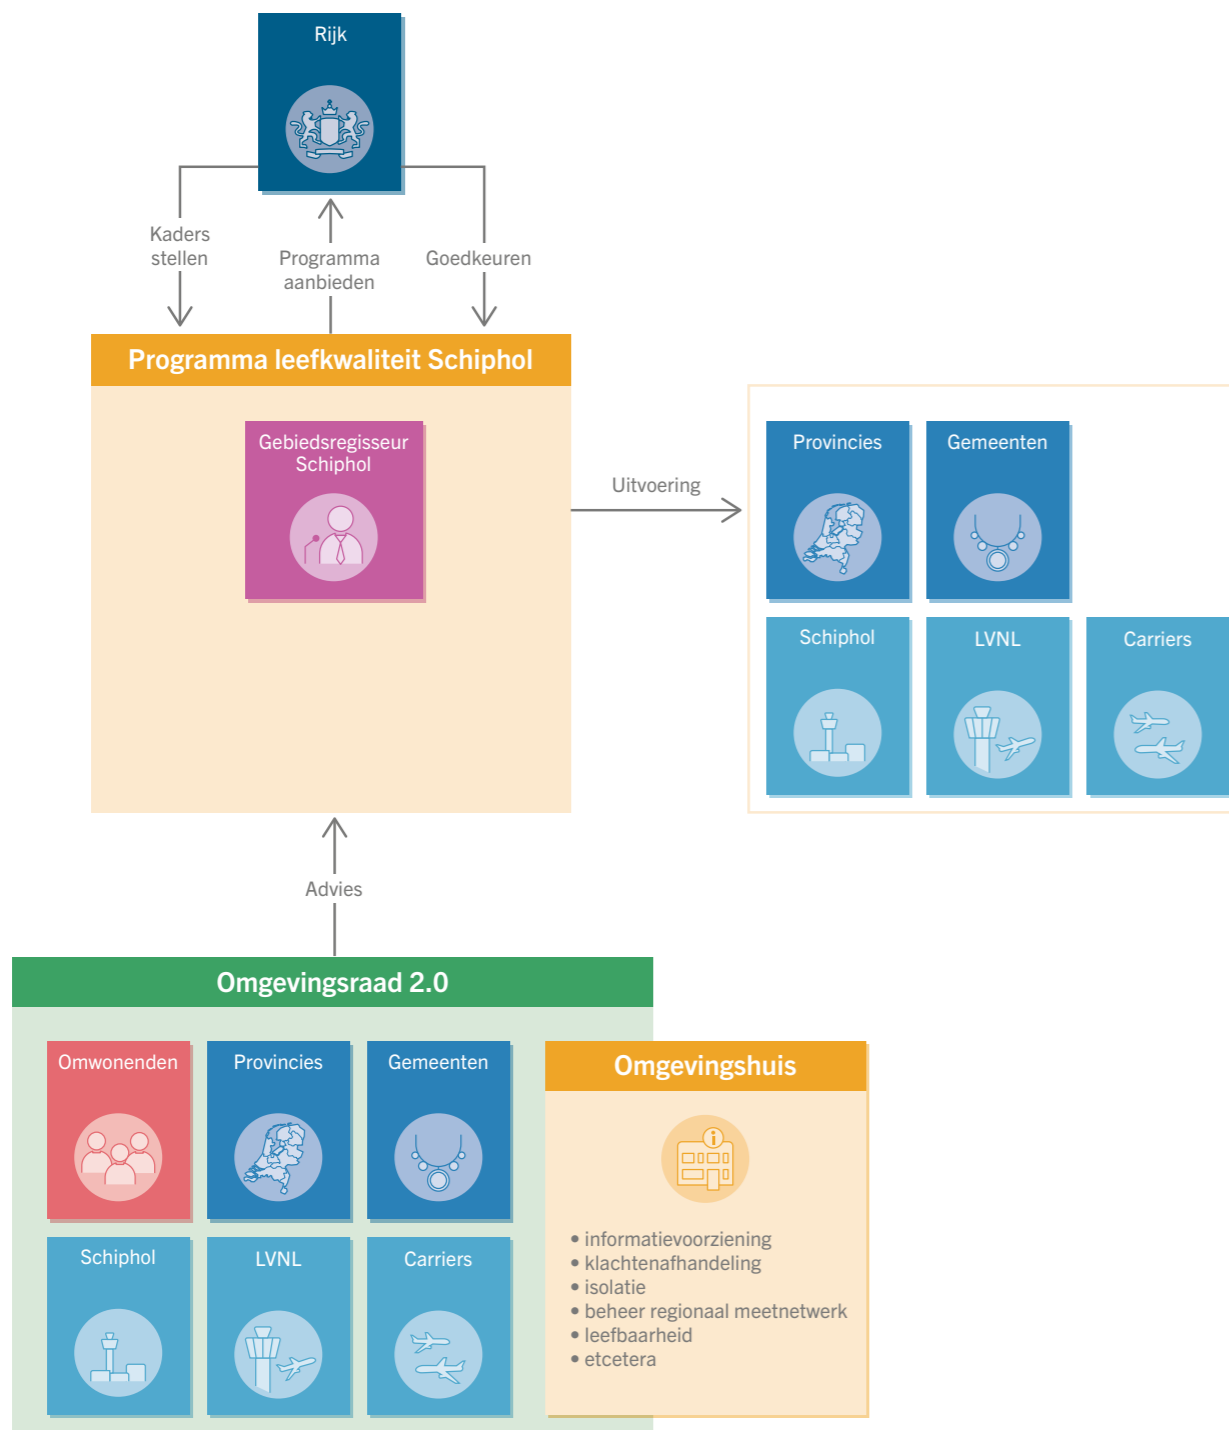 Rijk
Kaders
stellen
Programma
aanbieden
Goedkeuren
Programma leefkwaliteit Schiphol
Gebiedsregisseur
Schiphol
Uitvoering
Provincies
Gemeenten
Schiphol
LVNL
Carriers
Advies
Omgevingsraad 2.0
Omwonenden
Provincies
Gemeenten
Schiphol
LVNL
Carriers
Omgevingshuis
i
• informatievoorziening
• klachtenafhandeling
• isolatie
• beheer regionaal meetnetwerk
• leefbaarheid
• etcetera